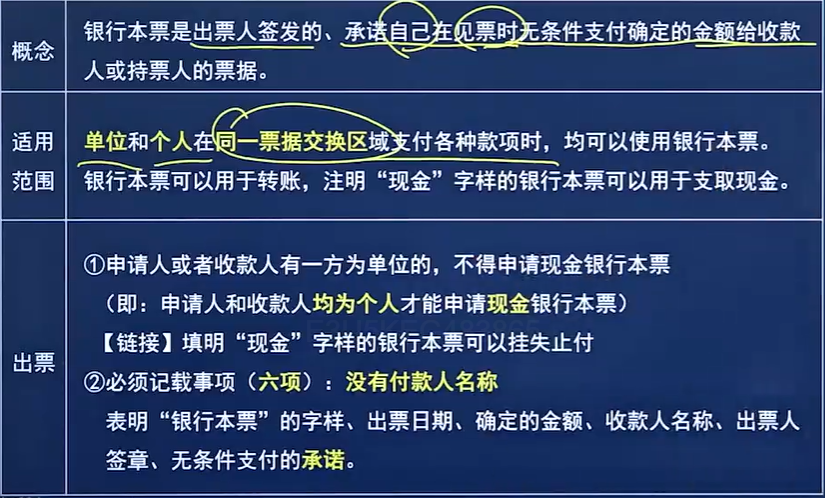 概念
银行本票是出票人签发的、承诺自己在见票时无条件支付确定的金额给收款
人或持票人的票据。
适用
范围
单位和个人在同一票据交换区域支付各种款项时，均可以使用银行本票。
银行本票可以用于转账，注明“现金”字样的银行本票可以用于支取现金。
出票
①申请人或者收款人有一方为单位的，不得申请现金银行本票
（即：申请人和收款人均为个人才能申请现金银行本票）
【链接】填明“现金”字样的银行本票可以挂失止付
②必须记载事项（六项）：没有付款人名称
表明“银行本票”的字样、出票日期、确定的金额、收款人名称、出票人
签章、无条件支付的承诺。